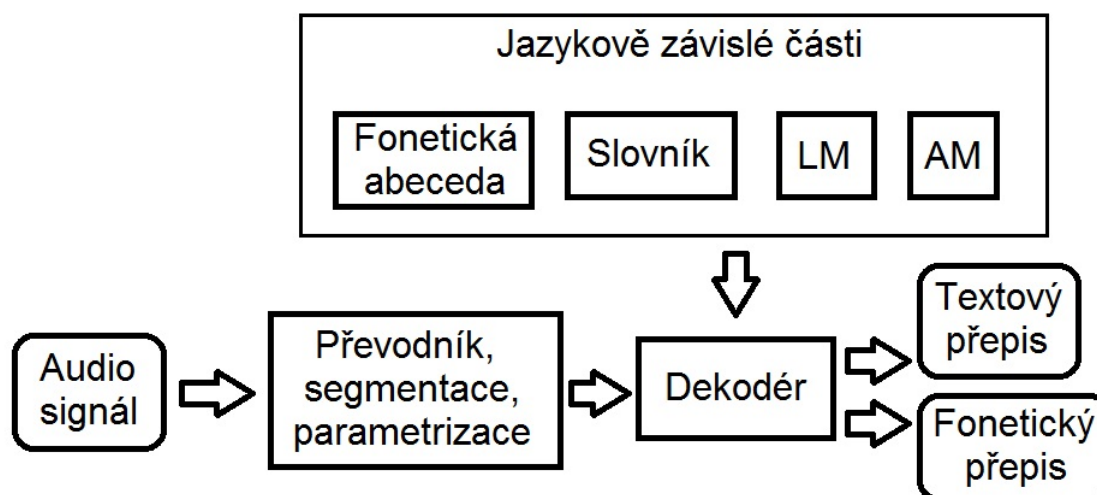 Jazykově závislé části
Fonetická
abeceda
Slovník
LM
AM
Audio
signál
Převodník,
segmentace,
parametrizace
Dekodér
Textový
přepis
Fonetický
přepis